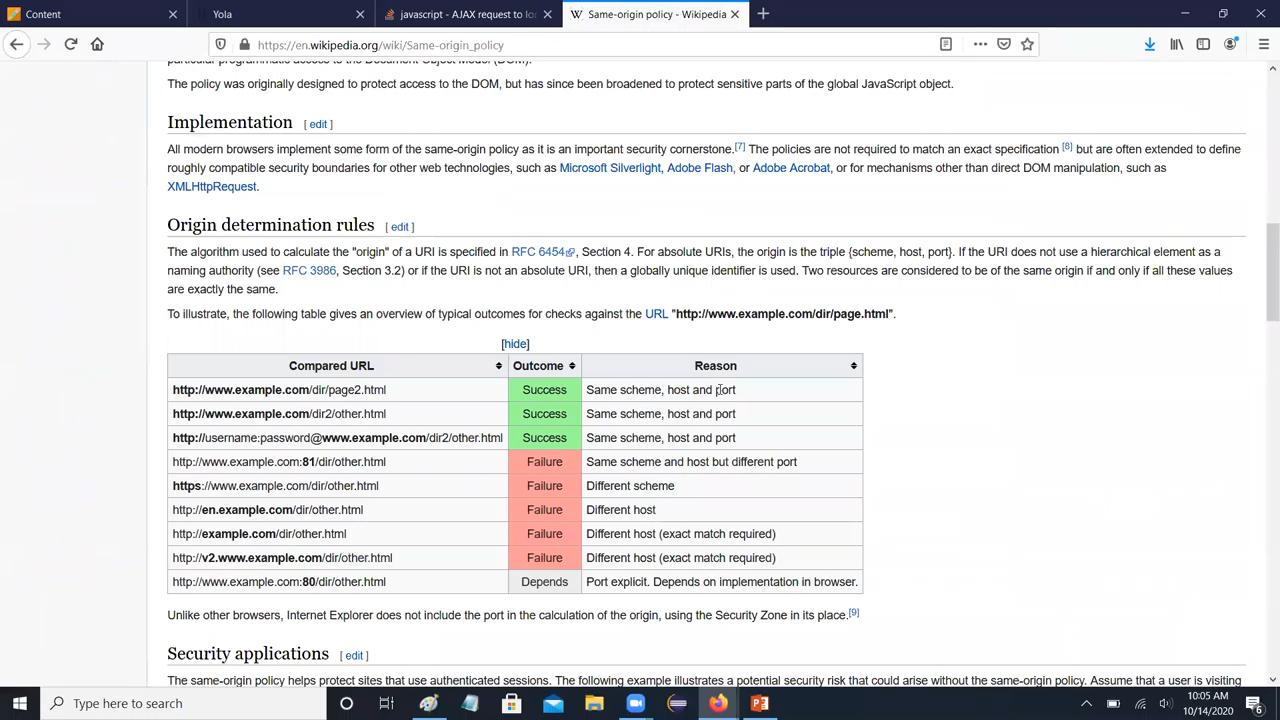 Content
Yola
javascript - AJAX request to lo
Same-origin policy - Wikipedia
https://en.wikipedia.org/wiki/Same-origin_policy
particular programmatic access to the Document Object Model (DOM).
The policy was originally designed to protect access to the DOM, but has since been broadened to protect sensitive parts of the global JavaScript object.
Implementation [ edit ]
All modern browsers implement some form of the same-origin policy as it is an important security cornerstone.[7] The policies are not required to match an exact specification [8] but are often extended to define
roughly compatible security boundaries for other web technologies, such as Microsoft Silverlight, Adobe Flash, or Adobe Acrobat, or for mechanisms other than direct DOM manipulation, such as
XMLHttpRequest.
Origin determination rules [ edit ]
The algorithm used to calculate the "origin" of a URI is specified in RFC 6454, Section 4. For absolute URIs, the origin is the triple {scheme, host, port}. If the URI does not use a hierarchical element as a
naming authority (see RFC 3986, Section 3.2) or if the URI is not an absolute URI, then a globally unique identifier is used. Two resources are considered to be of the same origin if and only if all these values
are exactly the same.
To illustrate, the following table gives an overview of typical outcomes for checks against the URL "http://www.example.com/dir/page.html".
[hide]
Compared URL Outcome Reason
http://www.example.com/dir/page2.html Success Same scheme, host and port
http://www.example.com/dir2/other.html Success Same scheme, host and port
http://username:password@www.example.com/dir2/other.html Success Same scheme, host and port
http://www.example.com:81/dir/other.html Failure Same scheme and host but different port
https://www.example.com/dir/other.html Failure Different scheme
http://en.example.com/dir/other.html Failure Different host
http://example.com/dir/other.html Failure Different host (exact match required)
http://v2.www.example.com/dir/other.html Failure Different host (exact match required)
http://www.example.com:80/dir/other.html Depends Port explicit. Depends on implementation in browser.
Unlike other browsers, Internet Explorer does not include the port in the calculation of the origin, using the Security Zone in its place.[9]
Security applications [ edit ]
The same-origin policy helps protect sites that use authenticated sessions. The following example illustrates a potential security risk that could arise without the same-origin policy. Assume that a user is visiting
Type here to search
10:05 AM
10/14/2020
6